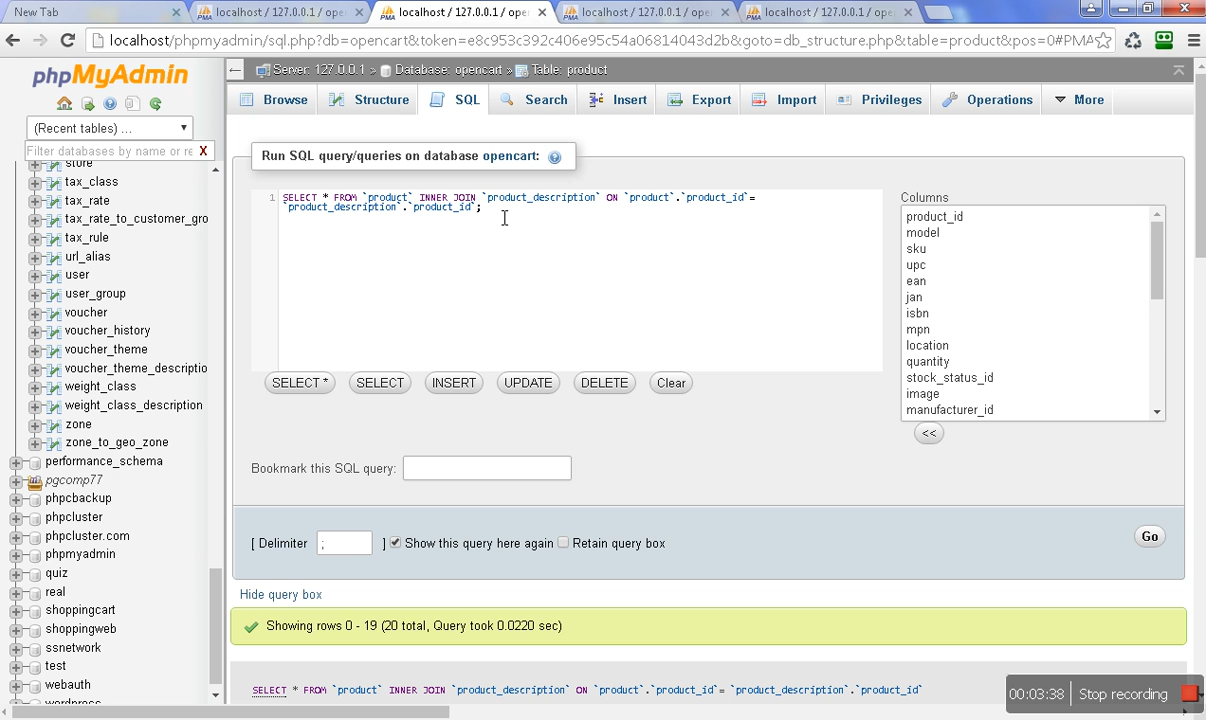 New Tab
localhost / 127.0.0.1 / oper
localhost / 127.0.0.1 / oper
localhost / 127.0.0.1 / oper
localhost / 127.0.0.1 / oper
localhost/phpmyadmin/sql.php?db=opencart&token=e8c953c392c406e95c54a06814043d2b&goto=db_structure.php&table=product&pos=0#PMA
phpMyAdmin
(Recent tables) ...
Filter databases by name or re X
store
tax_class
tax_rate
tax_rate_to_customer_gro
tax_rule
url_alias
user
user_group
voucher
voucher_history
voucher_theme
voucher_theme_descriptio
weight_class
weight_class_description
zone
zone_to_geo_zone
performance_schema
pgcomp77
phpcbackup
phpcluster
phpcluster.com
phpmyadmin
quiz
real
shoppingcart
shoppingweb
ssnetwork
test
webauth
wordpress
Server: 127.0.0.1 » Database: opencart » Table: product
Browse Structure SQL Search Insert Export Import Privileges Operations More
Run SQL query/queries on database opencart:
1 SELECT * FROM `product` INNER JOIN `product_description` ON `product`.`product_id`=
`product_description`.`product_id`;
Columns
product_id
model
sku
upc
ean
jan
isbn
mpn
location
quantity
stock_status_id
image
manufacturer_id
<<
SELECT * SELECT INSERT UPDATE DELETE Clear
Bookmark this SQL query:
[ Delimiter ; ] Show this query here again Retain query box
Go
Hide query box
Showing rows 0 - 19 (20 total, Query took 0.0220 sec)
SELECT * FROM `product` INNER JOIN `product_description` ON `product`.`product_id`= `product_description`.`product_id`
00:03:38 Stop recording